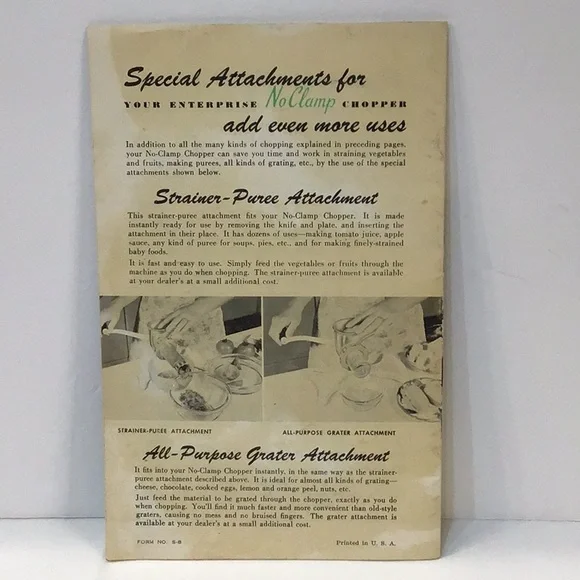 Special Attachments for
YOUR ENTERPRISE No Clamp CHOPPER
add even more uses
In addition to all the many kinds of chopping explained in preceding pages,
your No-Clamp Chopper can save you time and work in straining vegetables
and fruits, making purees, all kinds of grating, etc., by the use of the special
attachments shown below.
Strainer-Puree Attachment
This strainer-puree attachment fits your No-Clamp Chopper. It is made
instantly ready for use by removing the knife and plate, and inserting the
attachment in their place. It has dozens of uses—making tomato juice, apple
sauce, any kind of puree for soups, pies, etc., and for making finely-strained
baby foods.
It is fast and easy to use. Simply feed the vegetables or fruits through the
machine as you do when chopping. The strainer-puree attachment is available
at your dealer's at a small additional cost.
STRAINER-PUREE ATTACHMENT
ALL-PURPOSE GRATER ATTACHMENT
All-Purpose Grater Attachment
It fits into your No-Clamp Chopper instantly, in the same way as the strainer-
puree attachment described above. It is ideal for almost all kinds of grating—
cheese, chocolate, cooked eggs, lemon and orange peel, nuts, etc.
Just feed the material to be grated through the chopper, exactly as you do
when chopping. You'll find it much faster and more convenient than old-style
graters, causing no mess and no bruised fingers. The grater attachment is
available at your dealer's at a small additional cost.
FORM NO. S-8
Printed in U. S. A.